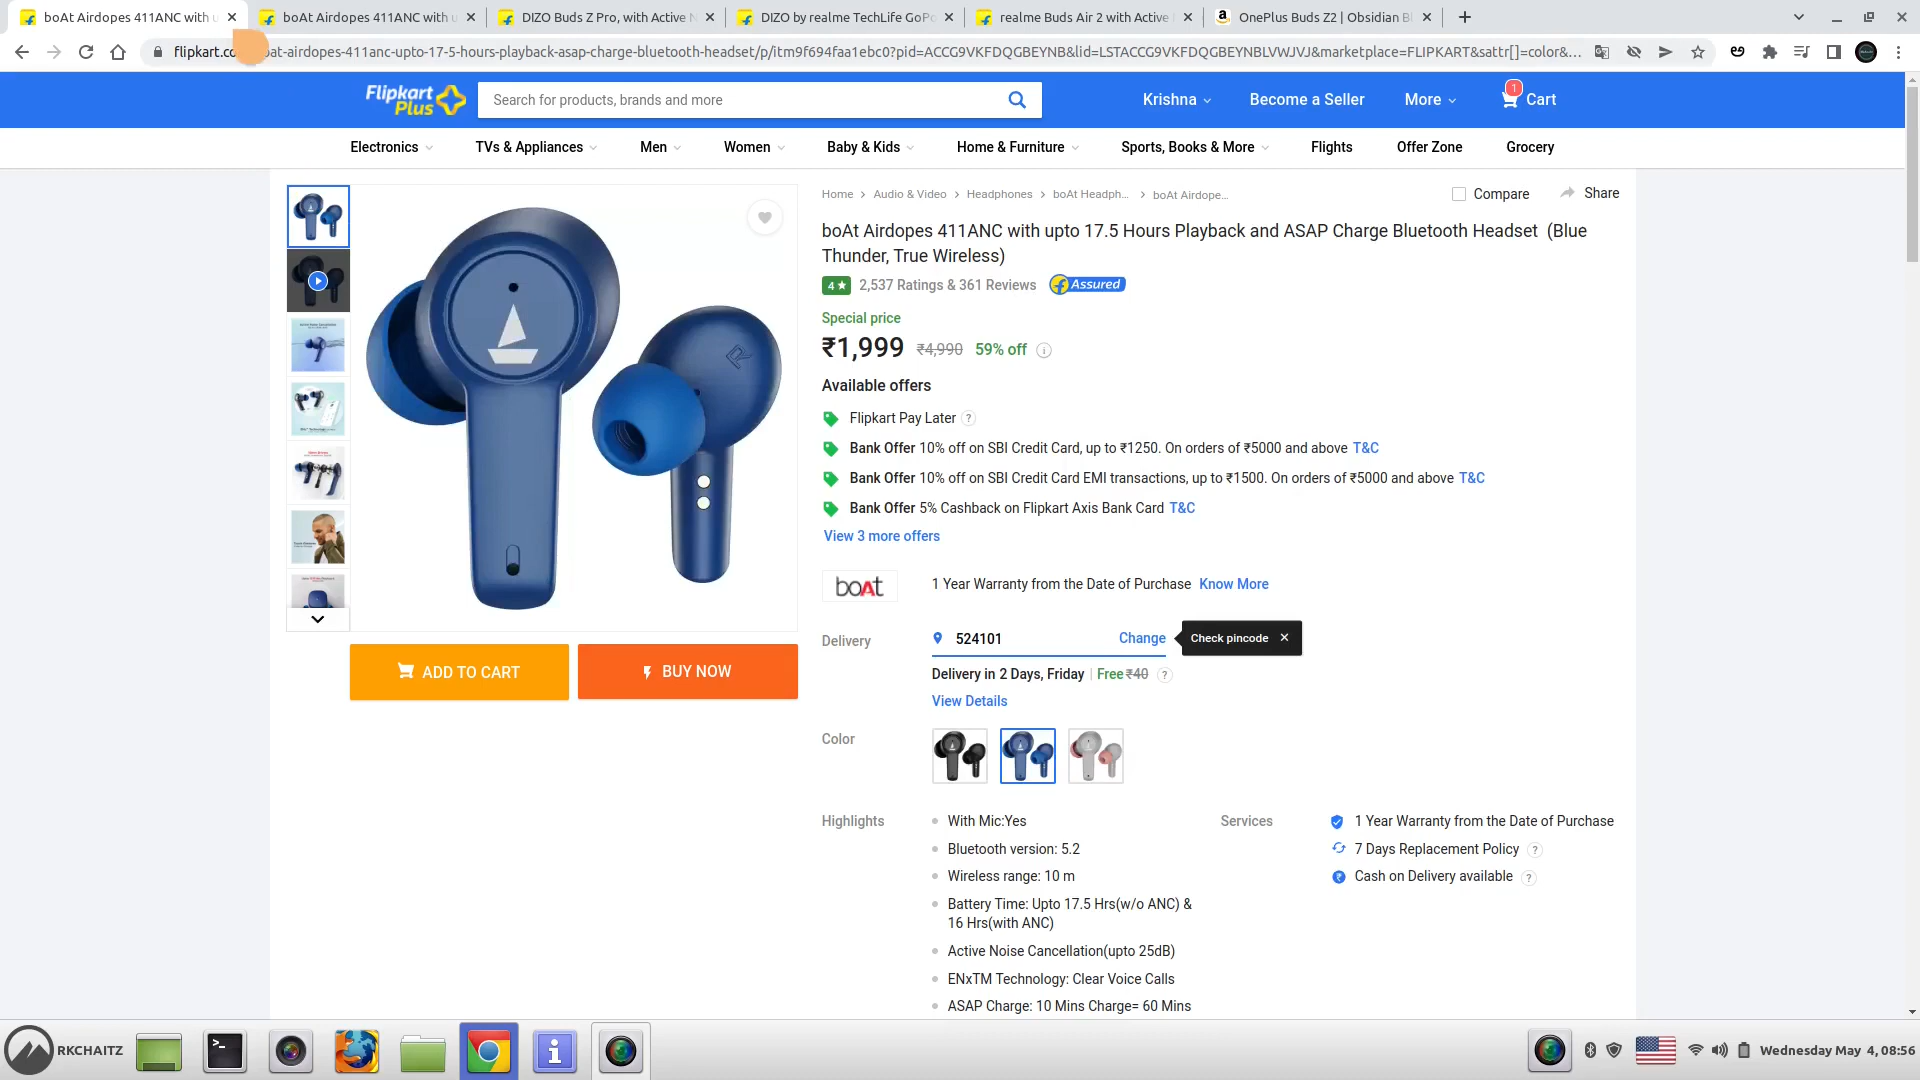 boAt Airdopes 411ANC with u
boAt Airdopes 411ANC with u
DIZO Buds Z Pro, with Active N
DIZO by realme TechLife GoPo
realme Buds Air 2 with Active
OnePlus Buds Z2 | Obsidian Bl
at-airdopes-411anc-upto-17-5-hours-playback-asap-charge-bluetooth-headset/p/itm9f694faa1ebc0?pid=ACCG9VKFDQGBEYNB&lid=LSTACCG9VKFDQGBEYNBLVWJVJ&marketplace=FLIPKART&sattr[]=color&...
Flipkart
Plus
Search for products, brands and more
Krishna
Become a Seller
More
1
Cart
Electronics
TVs & Appliances
Men
Women
Baby & Kids
Home & Furniture
Sports, Books & More
Flights
Offer Zone
Grocery
Home
Audio & Video
Headphones
boAt Headph...
boAt Airdope...
Compare
Share
boAt Airdopes 411ANC with upto 17.5 Hours Playback and ASAP Charge Bluetooth Headset (Blue
Thunder, True Wireless)
4★
2,537 Ratings & 361 Reviews
Assured
Special price
₹1,999 ₹4,990 59% off
Available offers
Flipkart Pay Later ?
Bank Offer 10% off on SBI Credit Card, up to ₹1250. On orders of ₹5000 and above T&C
Bank Offer 10% off on SBI Credit Card EMI transactions, up to ₹1500. On orders of ₹5000 and above T&C
Bank Offer 5% Cashback on Flipkart Axis Bank Card T&C
View 3 more offers
boAt
1 Year Warranty from the Date of Purchase Know More
Delivery
524101
Change
Check pincode
ADD TO CART
BUY NOW
Delivery in 2 Days, Friday | Free ₹40 ?
View Details
Color
Highlights
With Mic:Yes
Bluetooth version: 5.2
Wireless range: 10 m
Battery Time: Upto 17.5 Hrs(w/o ANC) &
16 Hrs(with ANC)
Active Noise Cancellation(upto 25dB)
ENxTM Technology: Clear Voice Calls
ASAP Charge: 10 Mins Charge= 60 Mins
Services
1 Year Warranty from the Date of Purchase
7 Days Replacement Policy ?
Cash on Delivery available ?
RKCHAITZ
Wednesday May 4, 08:56